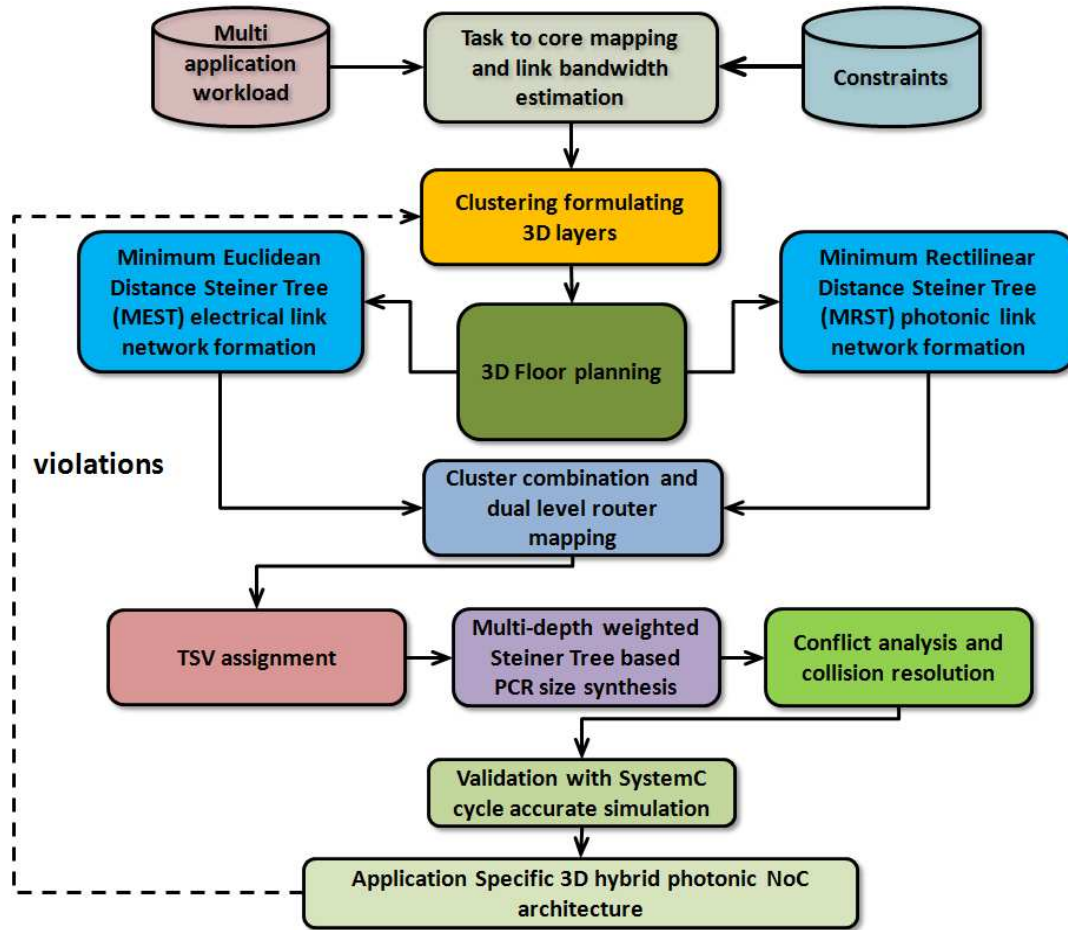 Multi
application
workload
Task to core mapping
and link bandwidth
estimation
Constraints
Clustering formulating
3D layers
Minimum Euclidean
Distance Steiner Tree
(MEST) electrical link
network formation
3D Floor planning
Minimum Rectilinear
Distance Steiner Tree
(MRST) photonic link
network formation
violations
Cluster combination and
dual level router
mapping
TSV assignment
Multi-depth weighted
Steiner Tree based
PCR size synthesis
Conflict analysis and
collision resolution
Validation with SystemC
cycle accurate simulation
Application Specific 3D hybrid photonic NoC
architecture